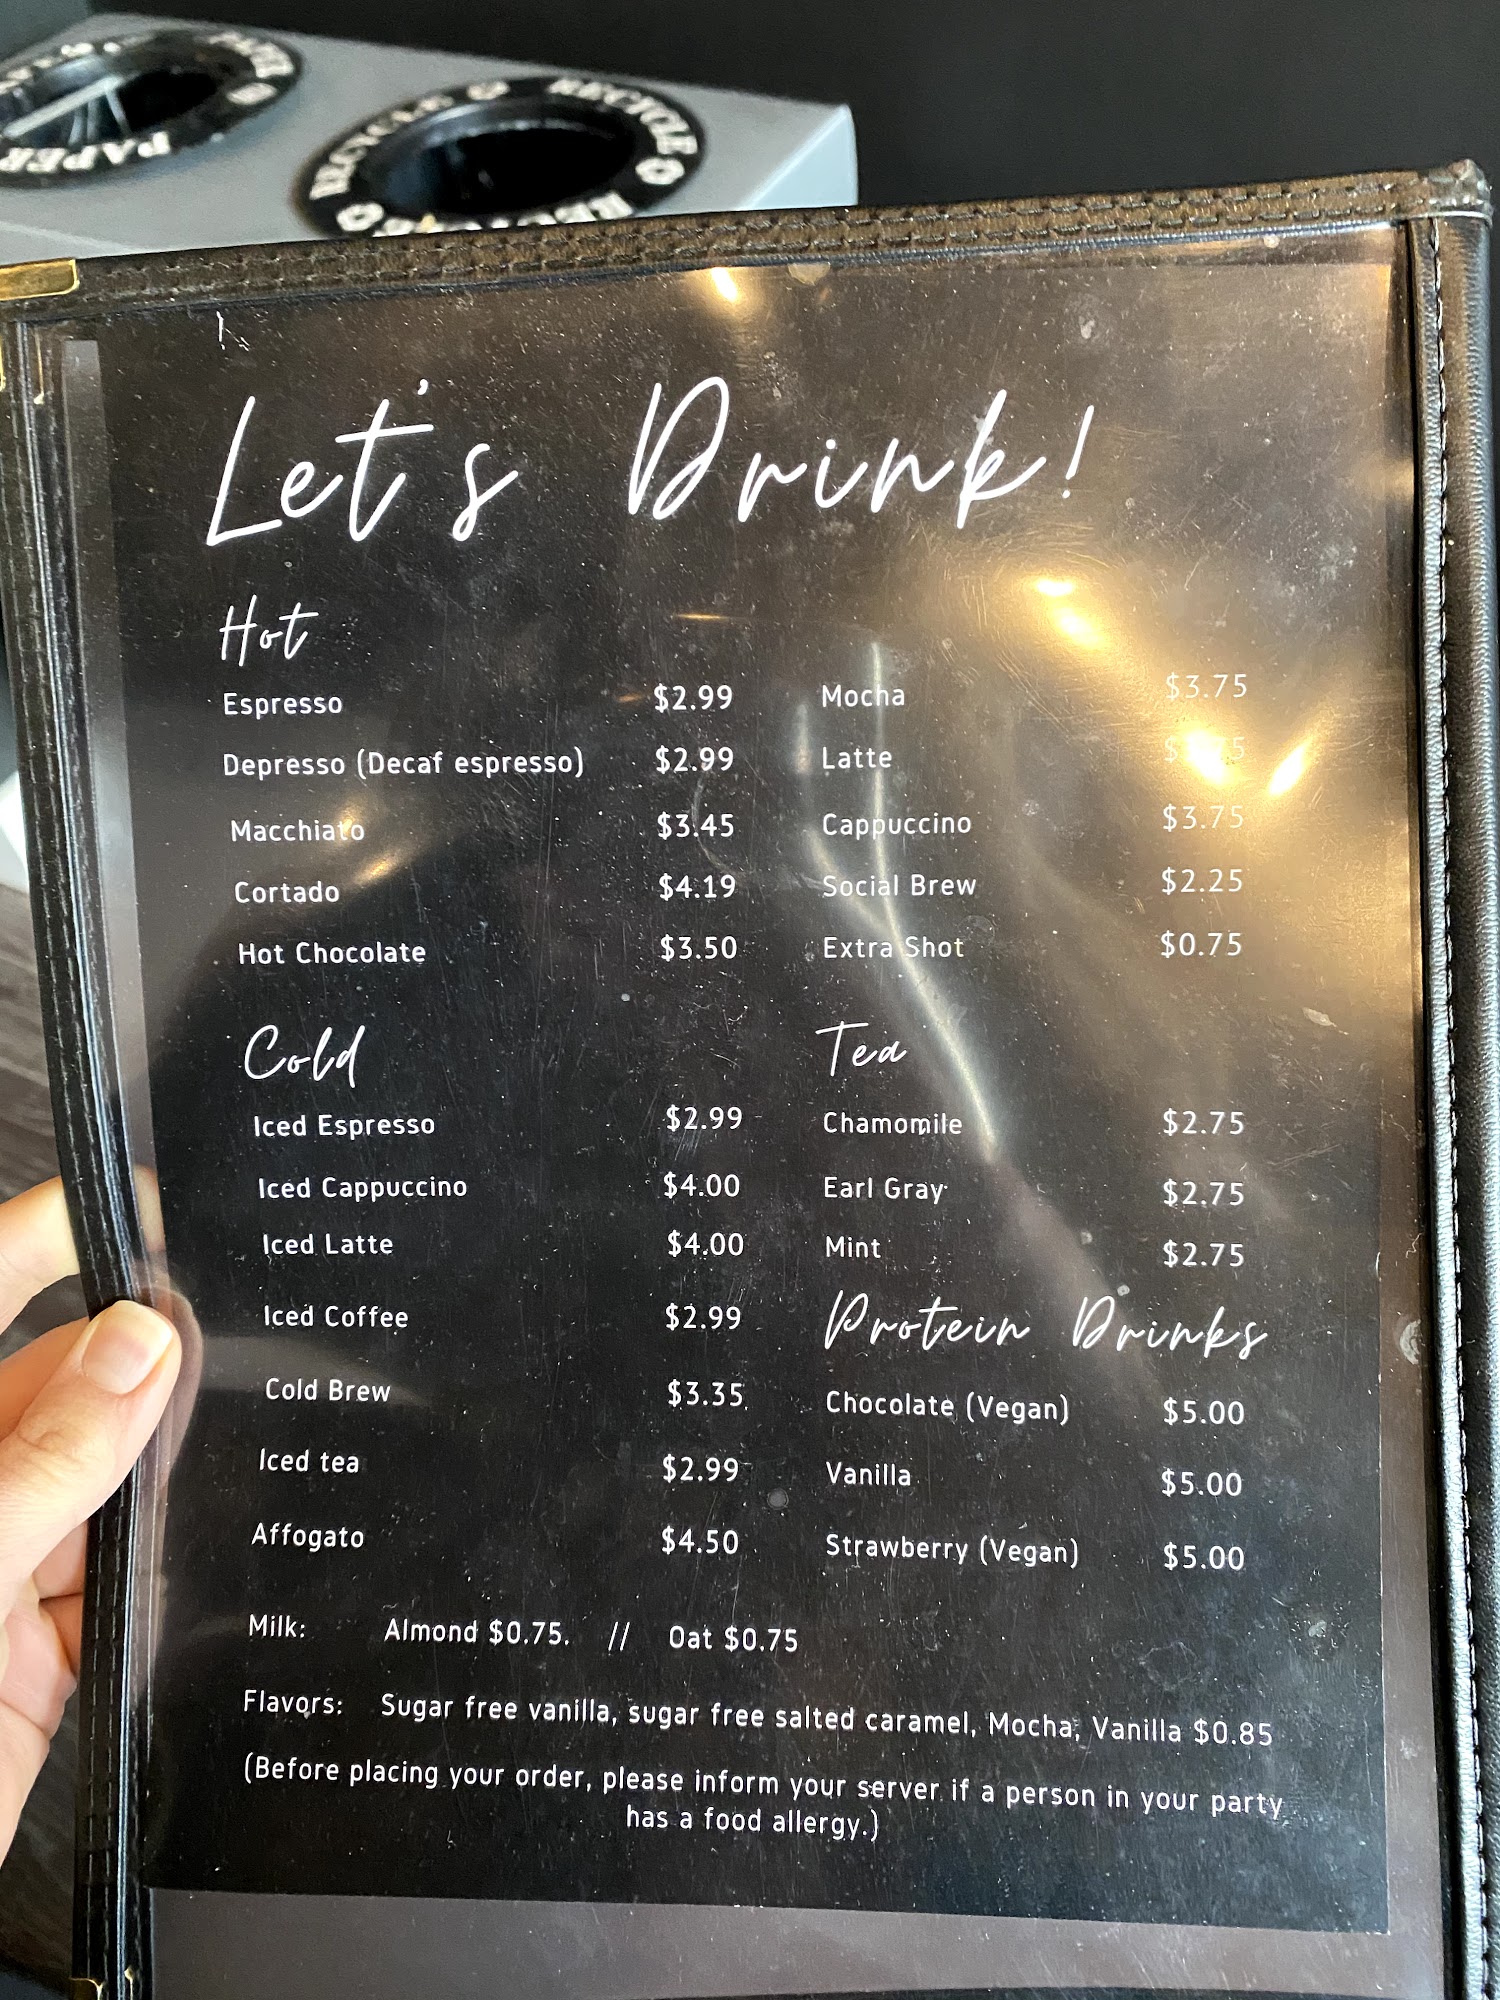 PAPER
PAPER
RECYCLE
RECYCLE
Let's Drink!
Hot
Espresso $2.99
Depresso (Decaf espresso) $2.99
Macchiato $3.45
Cortado $4.19
Hot Chocolate $3.50
Mocha $3.75
Latte
Cappuccino $3.75
Social Brew $2.25
Extra Shot $0.75
Cold
Iced Espresso $2.99
Iced Cappuccino $4.00
Iced Latte $4.00
Iced Coffee $2.99
Cold Brew $3.35
Iced tea $2.99
Affogato $4.50
Tea
Chamomile $2.75
Earl Gray $2.75
Mint $2.75
Protein Drinks
Chocolate (Vegan) $5.00
Vanilla $5.00
Strawberry (Vegan) $5.00
Milk: Almond $0.75. // Oat $0.75
Flavors: Sugar free vanilla, sugar free salted caramel, Mocha, Vanilla $0.85
(Before placing your order, please inform your server if a person in your party
has a food allergy.)